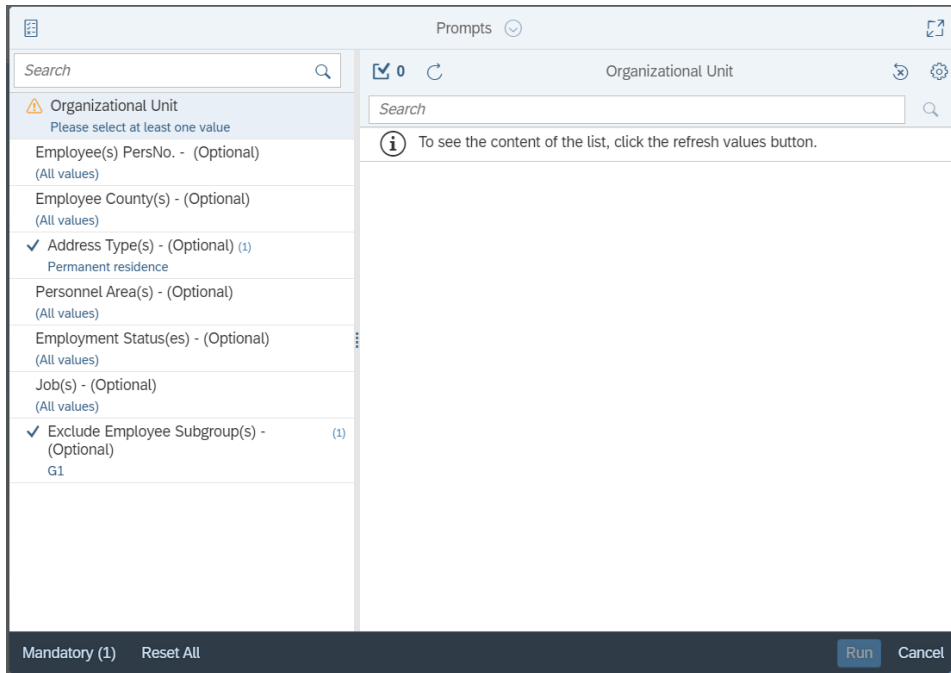 Prompts
Search
0
Organizational Unit
Organizational Unit
Please select at least one value
Search
Employee(s) PersNo. - (Optional)
(All values)
To see the content of the list, click the refresh values button.
Employee County(s) - (Optional)
(All values)
Address Type(s) - (Optional) (1)
Permanent residence
Personnel Area(s) - (Optional)
(All values)
Employment Status(es) - (Optional)
(All values)
Job(s) - (Optional)
(All values)
Exclude Employee Subgroup(s) - (1)
(Optional)
G1
Mandatory (1) Reset All
Run Cancel